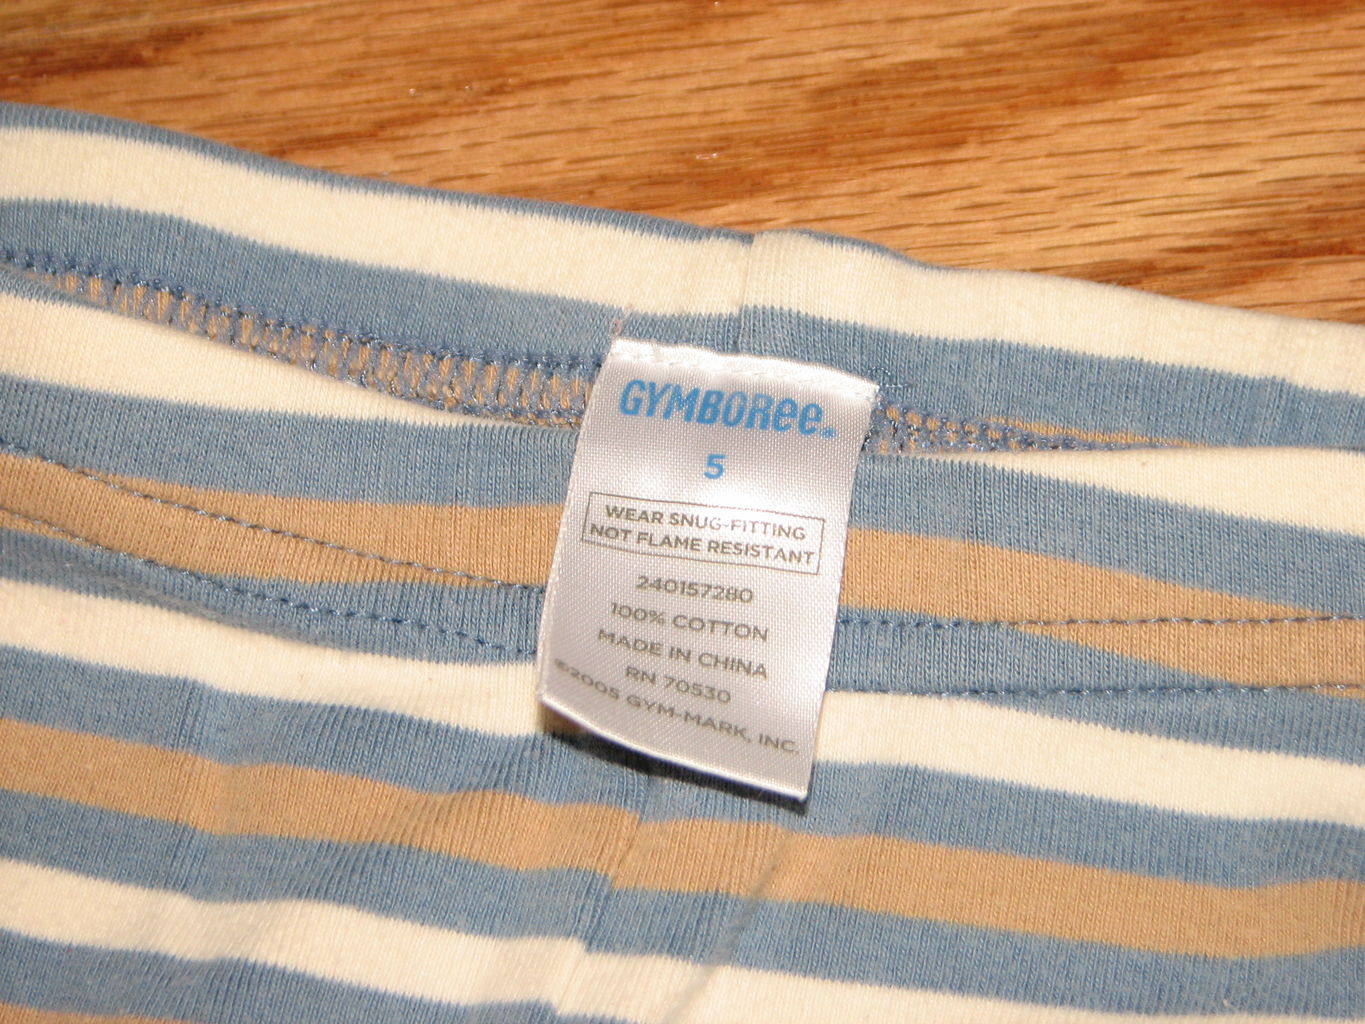 GYMBOREE.
5
WEAR SNUG-FITTING
NOT FLAME RESISTANT
240157280
100% COTTON
MADE IN CHINA
RN 70530
©2005 GYM-MARK, INC.